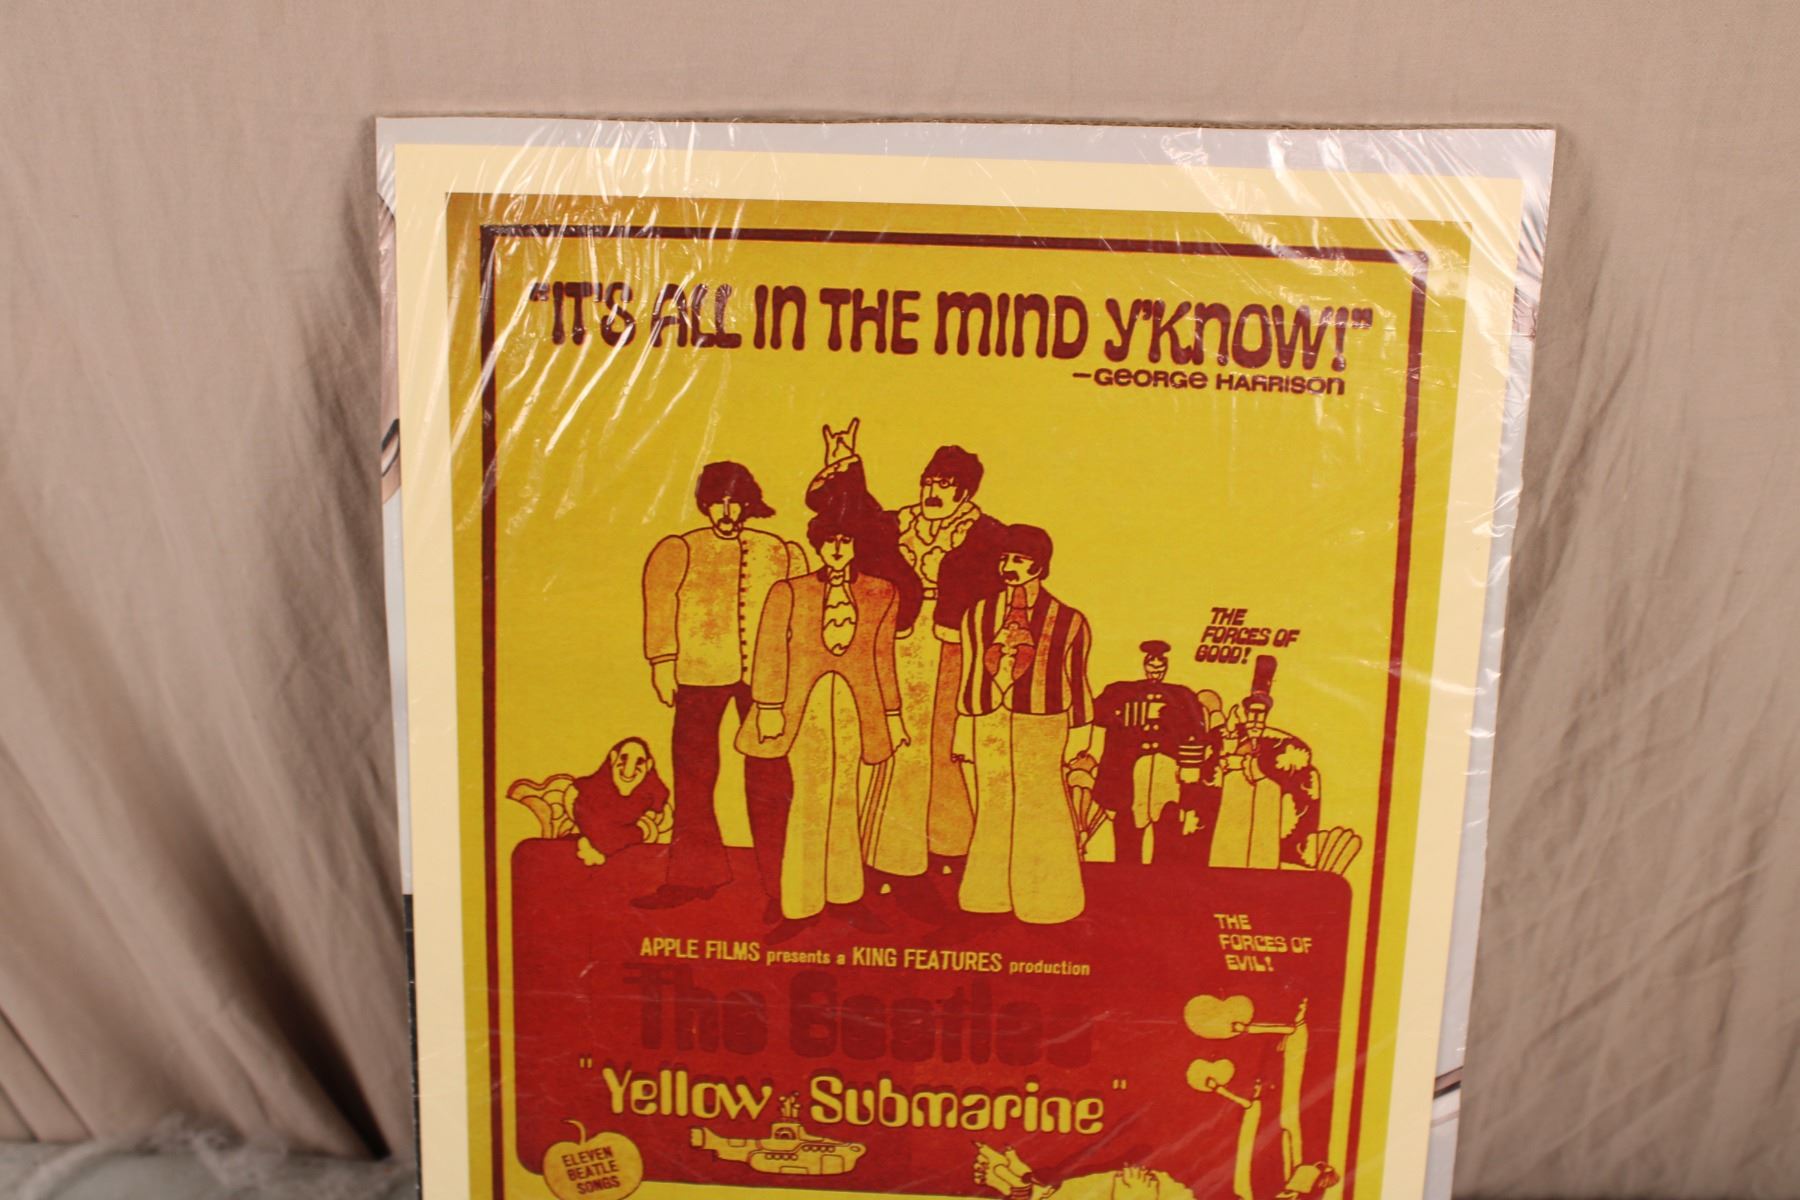 "IT'S ALL IN THE MIND Y'KNOW!"
—GEORGE HARRISON
THE
FORCES OF
GOOD!
APPLE FILMS presents a KING FEATURES production
The Beatles
"Yellow Submarine"
THE
FORCES OF
EVIL!
ELEVEN
BEATLE
SONGS